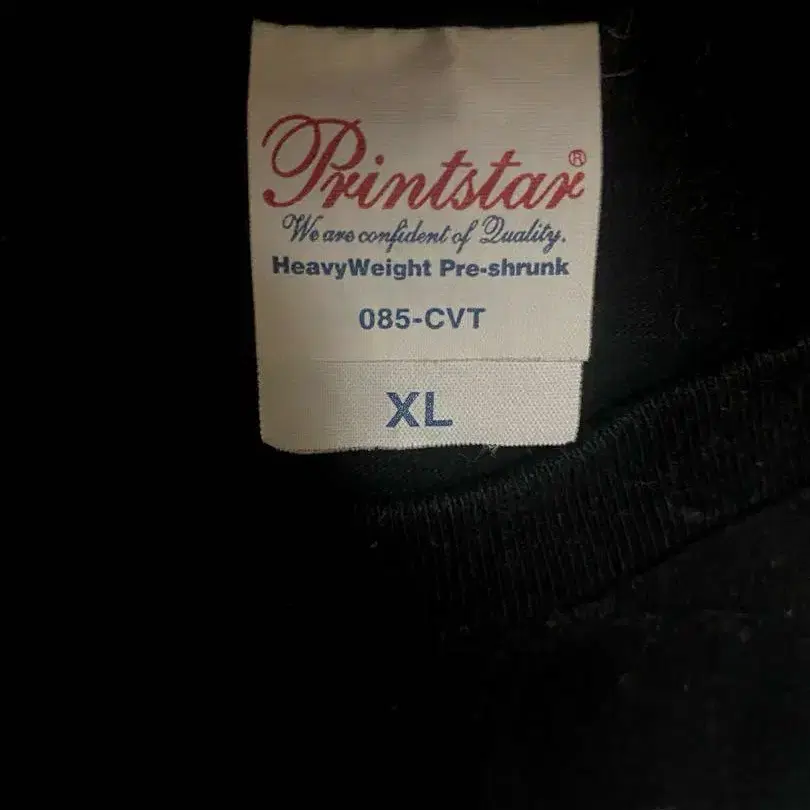 Printstar®
We are confident of Quality.
HeavyWeight Pre-shrunk
085-CVT
XL